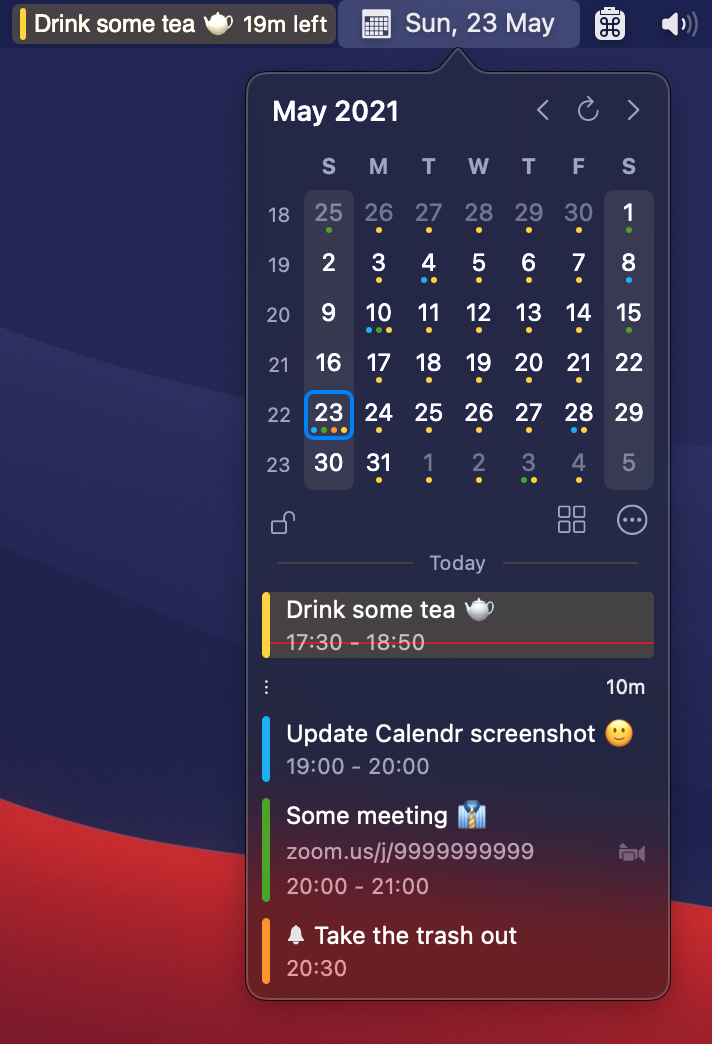 Drink some tea 🫖 19m left Sun, 23 May
May 2021
S M T W T F S
18 25 26 27 28 29 30 1
19 2 3 4 5 6 7 8
20 9 10 11 12 13 14 15
21 16 17 18 19 20 21 22
22 23 24 25 26 27 28 29
23 30 31 1 2 3 4 5
Today
Drink some tea 🫖
17:30 - 18:50
10m
Update Calendr screenshot 🙂
19:00 - 20:00
Some meeting 👔
zoom.us/j/9999999999
20:00 - 21:00
Take the trash out
20:30